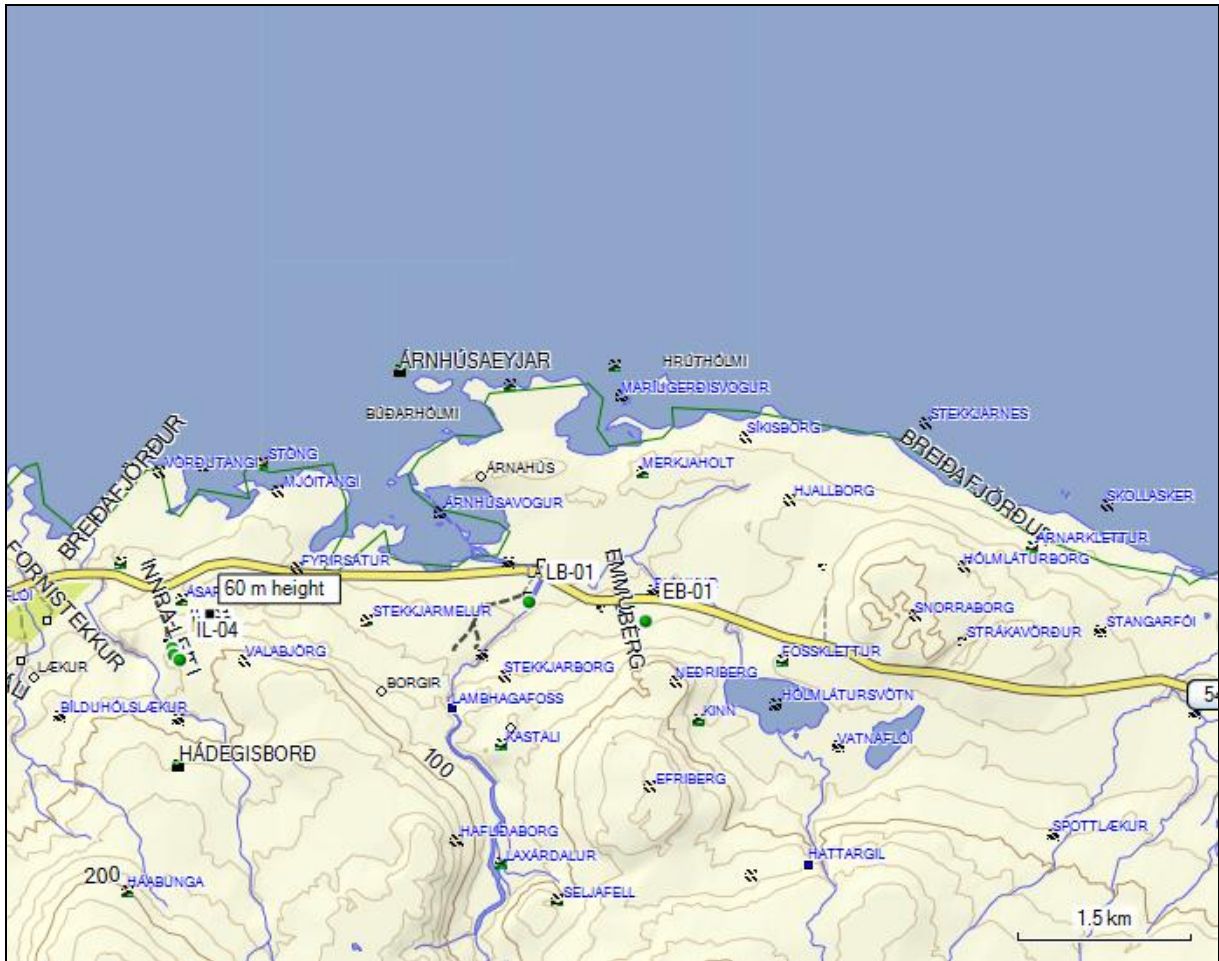 ÁRNHÚSAEYJAR
HRÚTHÓLMI
MARÍUGERÐISVOGUR
BÚÐARHÓLMI
STEKKJARNES
SÍKISBORG
BREIÐAFJÖRÐUR
STÖNG
VÖRÐUTANGI
MJÓITANGI
ÁRNAHÚS
MERKJAHOLT
BREIÐAFJÖRÐUR
ÁRNHÚSAVOGUR
HJALLBORG
SKOLLASKER
ARNARKLETTUR
HÓLMLÁTURBORG
FORNISTEKKUR
FYRIRSÁTUR
60 m height
LB-01
EMMUBERG
EB-01
IL-04
STEKKJARMELUR
SNORRABORG
STRÁKAVÖRÐUR
STANGARFÓI
LÆKUR
VALABJÖRG
BORGIR
STEKKJARBORG
NEÐRIBERG
FOSSKLETTUR
54
BÍLDUHÓLSLÆKUR
LAMBHAGAFOSS
KINN
HÓLMLÁTURSVÖTN
HÁDEGISBORÐ
100
KASTALI
VATNAFLÓI
EFRIBERG
HAFLIÐABORG
SPOTTLÆKUR
LAXÁRDALUR
HATTARGIL
200
HÁABUNGA
SELJAFELL
1.5 km